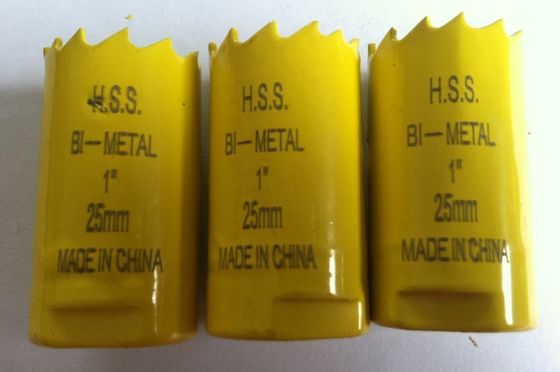 H.S.S.
BI-METAL
1"
25mm
MADE IN CHINA
H.S.S.
BI-METAL
1"
25mm
MADE IN CHINA
H.S.S.
BI-METAL
1"
25mm
MADE IN CHINA